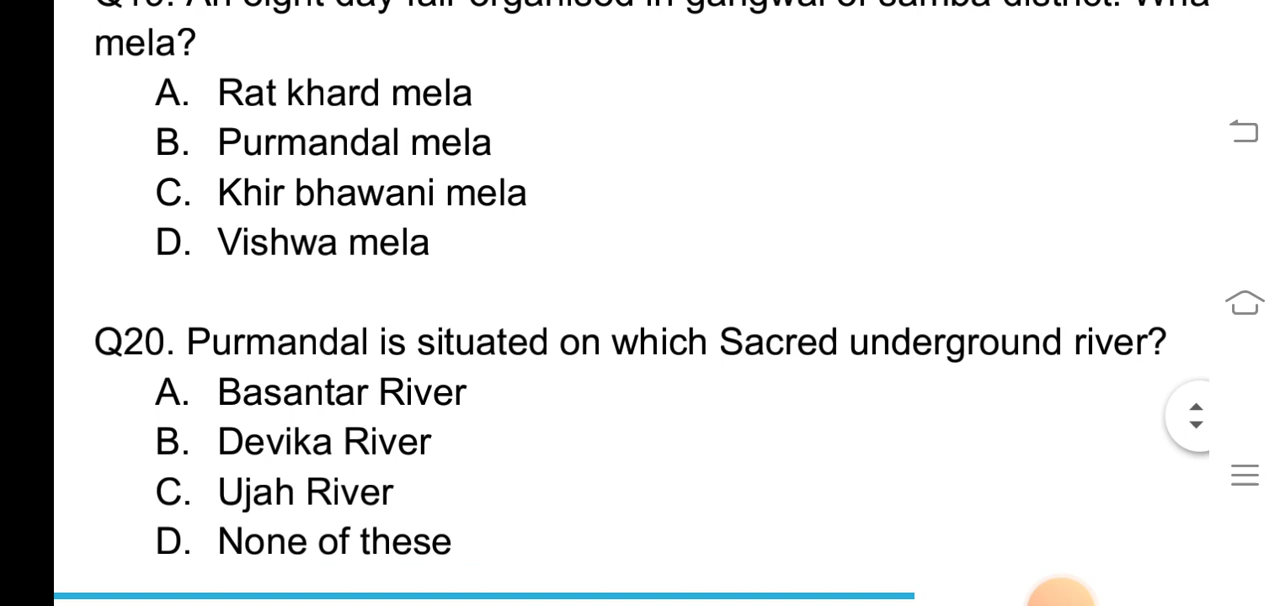 mela?
A. Rat khard mela
B. Purmandal mela
C. Khir bhawani mela
D. Vishwa mela
Q20. Purmandal is situated on which Sacred underground river?
A. Basantar River
B. Devika River
C. Ujah River
D. None of these